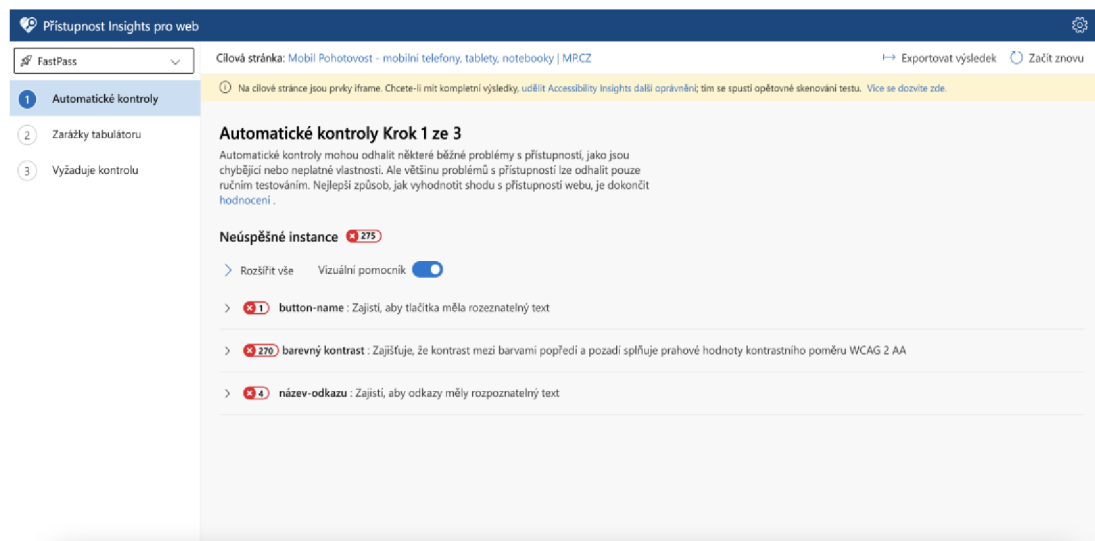 Přístupnost Insights pro web
FastPass
Cílová stránka: Mobil Pohotovost - mobilní telefony, tablety, notebooky | MP.CZ
Exportovat výsledek
Začít znovu
1 Automatické kontroly
2 Zarážky tabulátoru
3 Vyžaduje kontrolu
Na cílové stránce jsou prvky iframe. Chcete-li mít kompletní výsledky, udělit Accessibility Insights další oprávnění; tím se spustí opětovné skenování testu. Více se dozvíte zde.
Automatické kontroly Krok 1 ze 3
Automatické kontroly mohou odhalit některé běžné problémy s přístupností, jako jsou
chybějící nebo neplatné vlastnosti. Ale většinu problémů s přístupností lze odhalit pouze
ručním testováním. Nejlepší způsob, jak vyhodnotit shodu s přístupností webu, je dokončit
hodnocení .
Neúspěšné instance 275
Rozšířit vše Vizuální pomocník
1 button-name : Zajistí, aby tlačítka měla rozeznatelný text
270 barevný kontrast : Zajišťuje, že kontrast mezi barvami popředí a pozadí splňuje prahové hodnoty kontrastního poměru WCAG 2 AA
4 název-odkazu : Zajistí, aby odkazy měly rozpoznatelný text